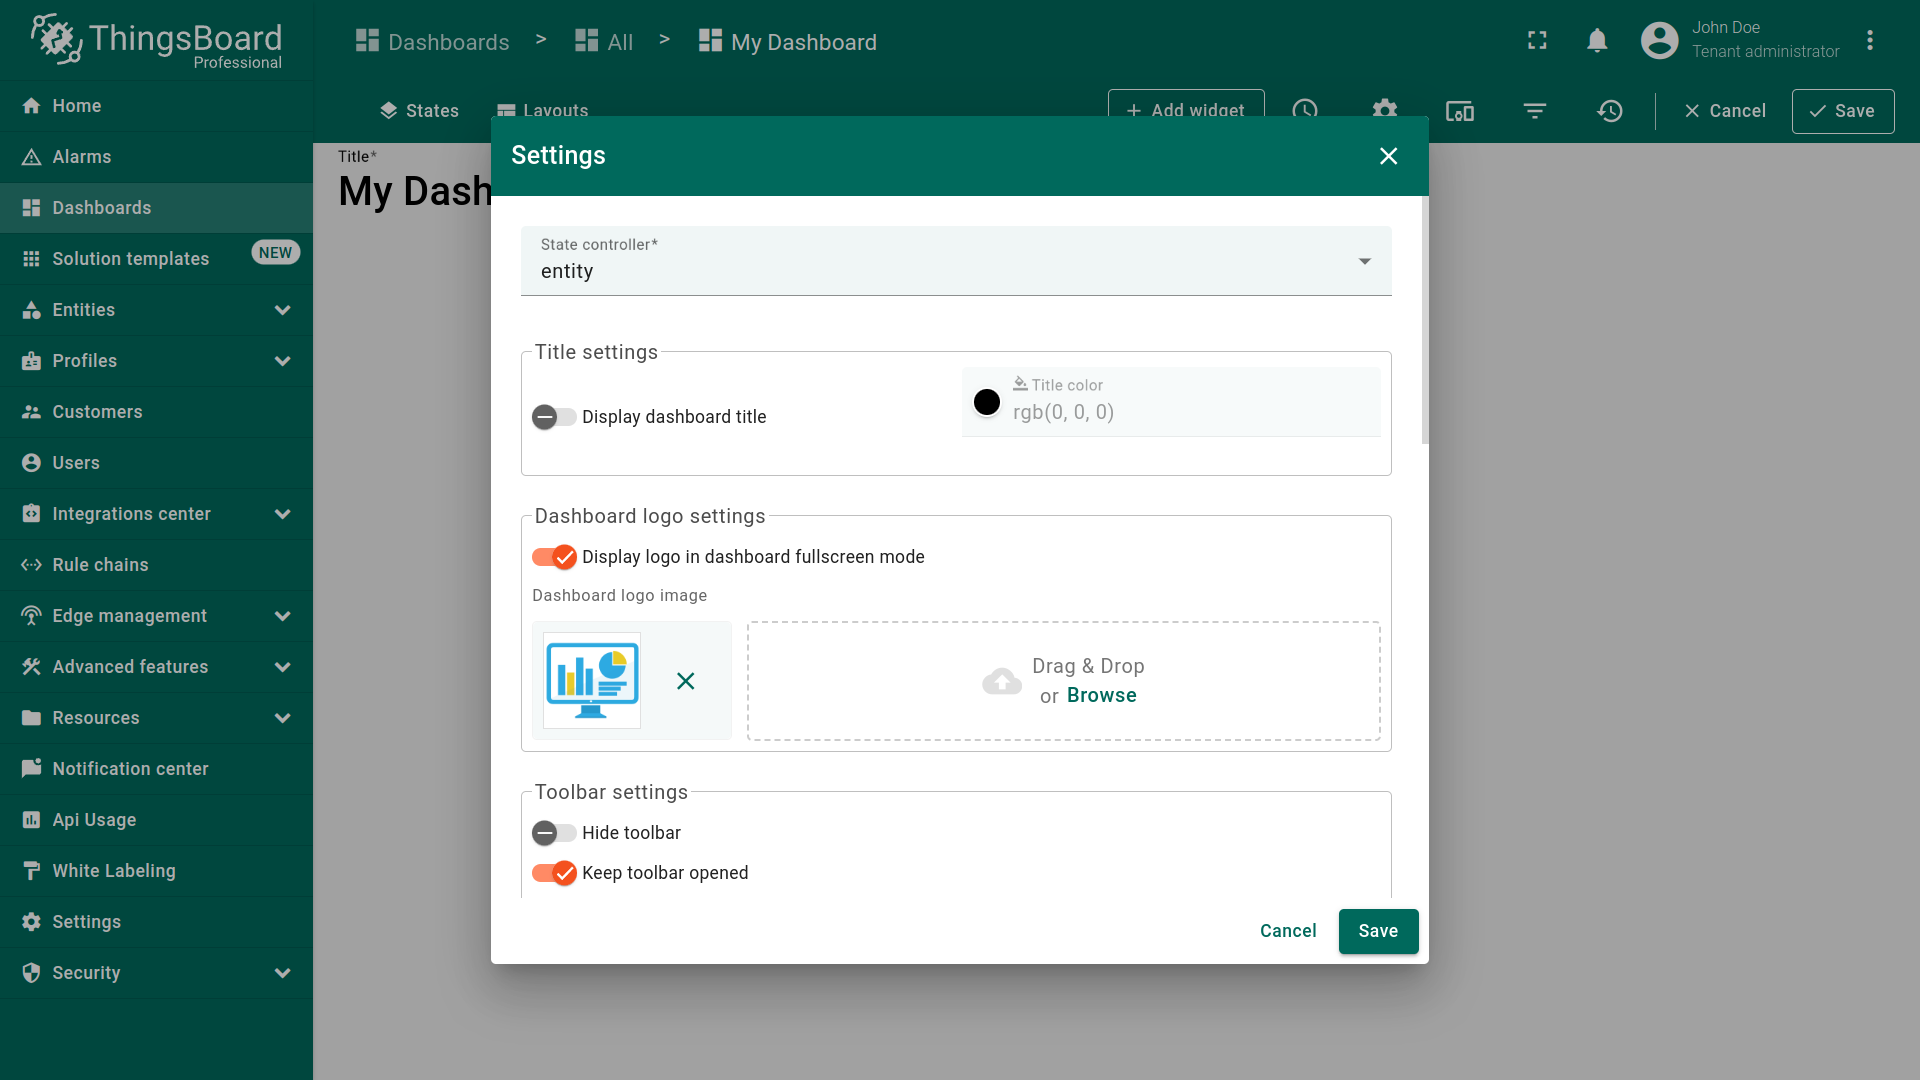 ThingsBoard
Professional
Dashboards > All > My Dashboard
John Doe
Tenant administrator
Home
Alarms
Dashboards
Solution templates NEW
Entities
Profiles
Customers
Users
Integrations center
Rule chains
Edge management
Advanced features
Resources
Notification center
Api Usage
White Labeling
Settings
Security
States Layouts + Add widget Cancel Save
Title*
My Dash
Settings
State controller*
entity
Title settings
Display dashboard title
Title color
rgb(0, 0, 0)
Dashboard logo settings
Display logo in dashboard fullscreen mode
Dashboard logo image
Drag & Drop
or Browse
Toolbar settings
Hide toolbar
Keep toolbar opened
Cancel Save